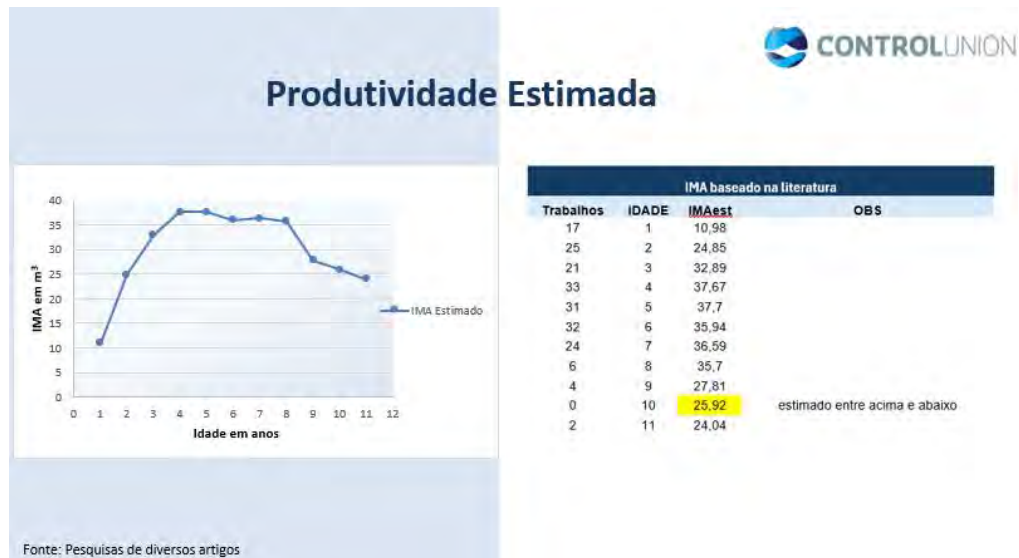 CONTROLUNION
Produtividade Estimada
40
35
30
25
20
15
10
5
0
IMA em m³
0 1 2 3 4 5 6 7 8 9 10 11 12
Idade em anos
IMA Estimado
IMA baseado na literatura
Trabalhos IDADE IMAest OBS
17 1 10,98
25 2 24,85
21 3 32,89
33 4 37,67
31 5 37,7
32 6 35,94
24 7 36,59
6 8 35,7
4 9 27,81
0 10 25,92 estimado entre acima e abaixo
2 11 24,04
Fonte: Pesquisas de diversos artigos